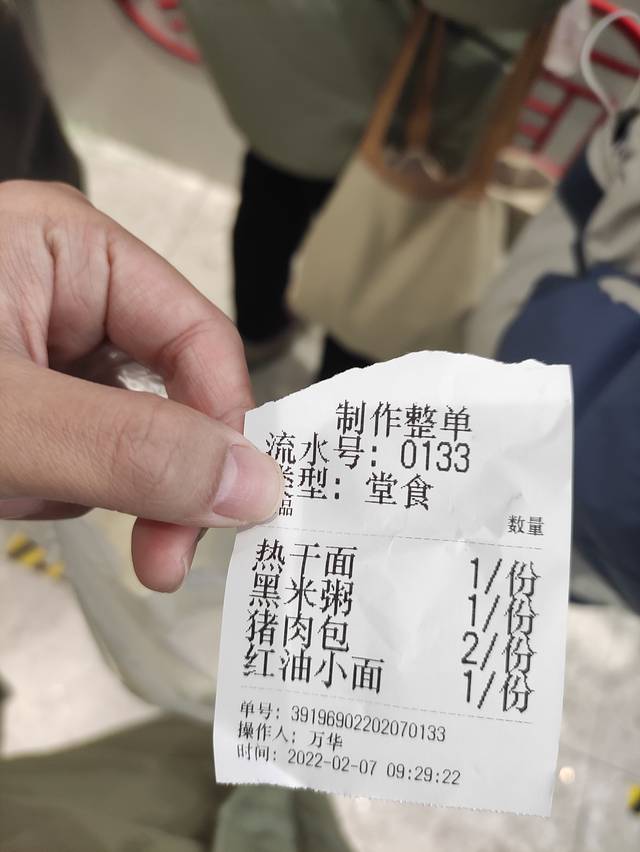 制作整单
流水号: 0133
类型: 堂食
品 数量
热干面 1/份
黑米粥 1/份
猪肉包 2/份
红油小面 1/份
单号: 39196902202070133
操作人: 万华
时间: 2022-02-07 09:29:22